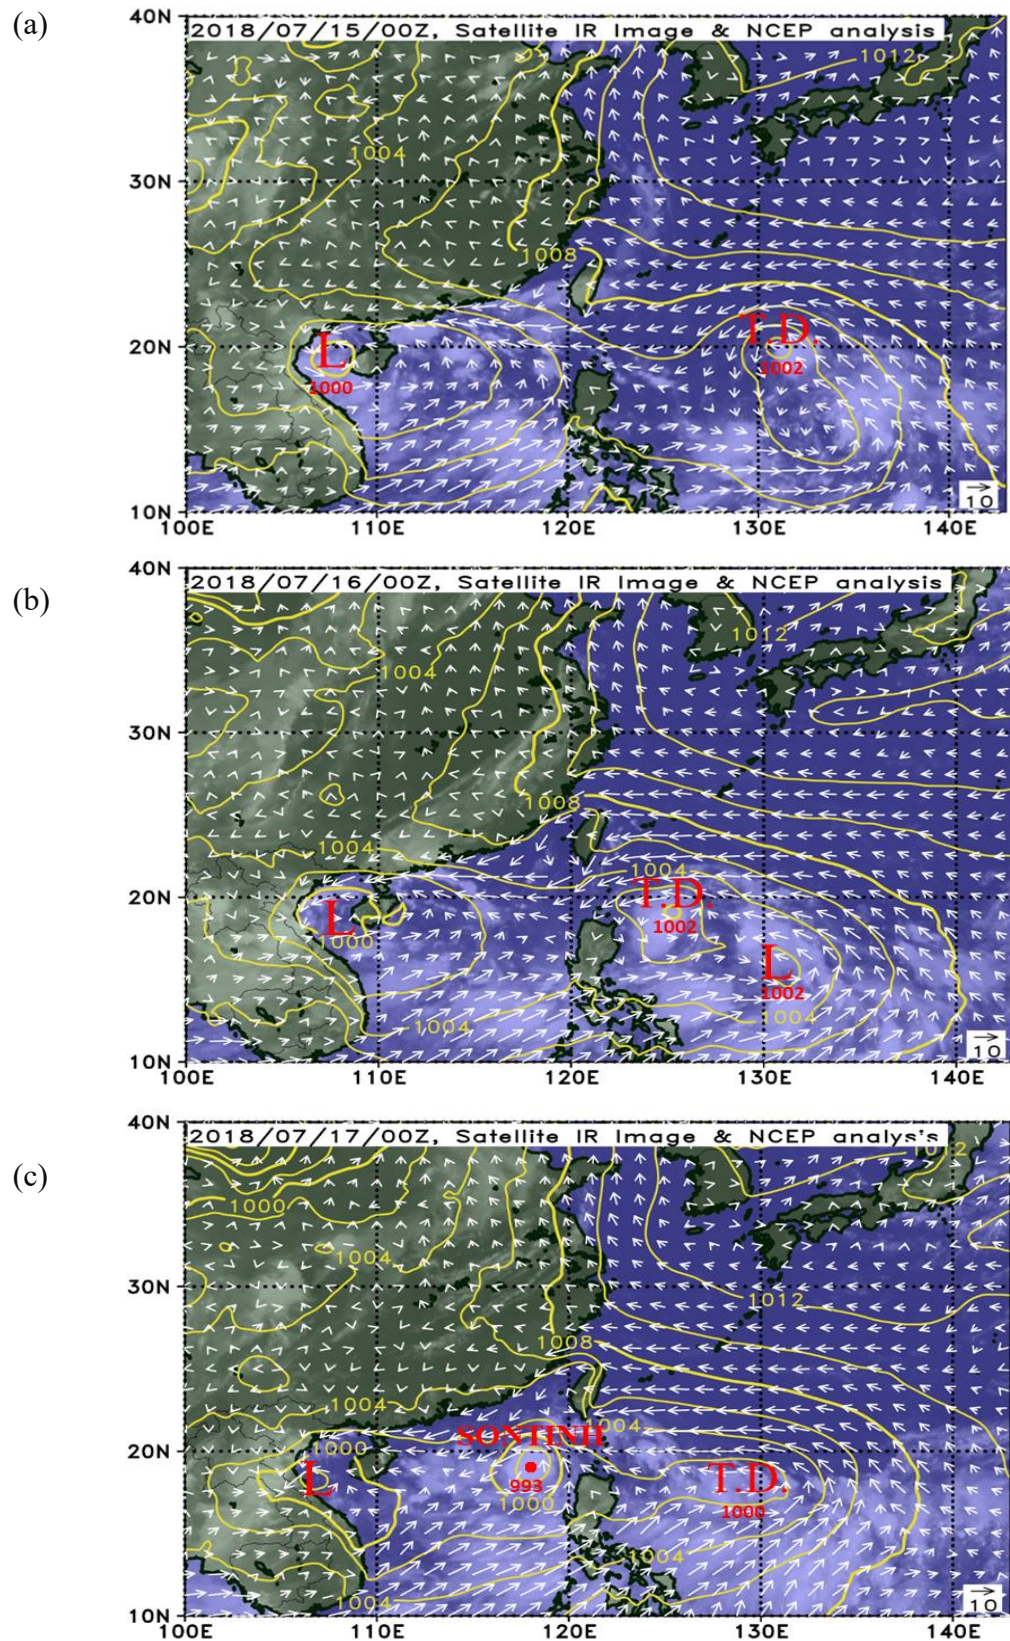 (a)
2018/07/15/00Z, Satellite IR Image & NCEP analysis
40N
1012
1004
30N
1008
T.D.
20N
L
1002
1000
10
10N
100E 110E 120E 130E 140E
(b)
2018/07/16/00Z, Satellite IR Image & NCEP analysis
40N
1012
1004
30N
1008
1004
1004
T.D.
20N
L
1002
1000
L
1002
1004
1004
10
10N
100E 110E 120E 130E 140E
(c)
2018/07/17/00Z, Satellite IR Image & NCEP analys's
40N
1012
1000
1004
30N
1012
1008
1004
1004
SONTINH
1000
20N
L
T.D.
993
1000
1000
1004
1004
10
10N
100E 110E 120E 130E 140E